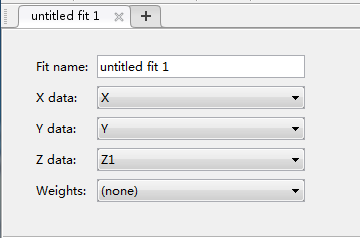 untitled fit 1
Fit name: untitled fit 1
X data: X
Y data: Y
Z data: Z1
Weights: (none)